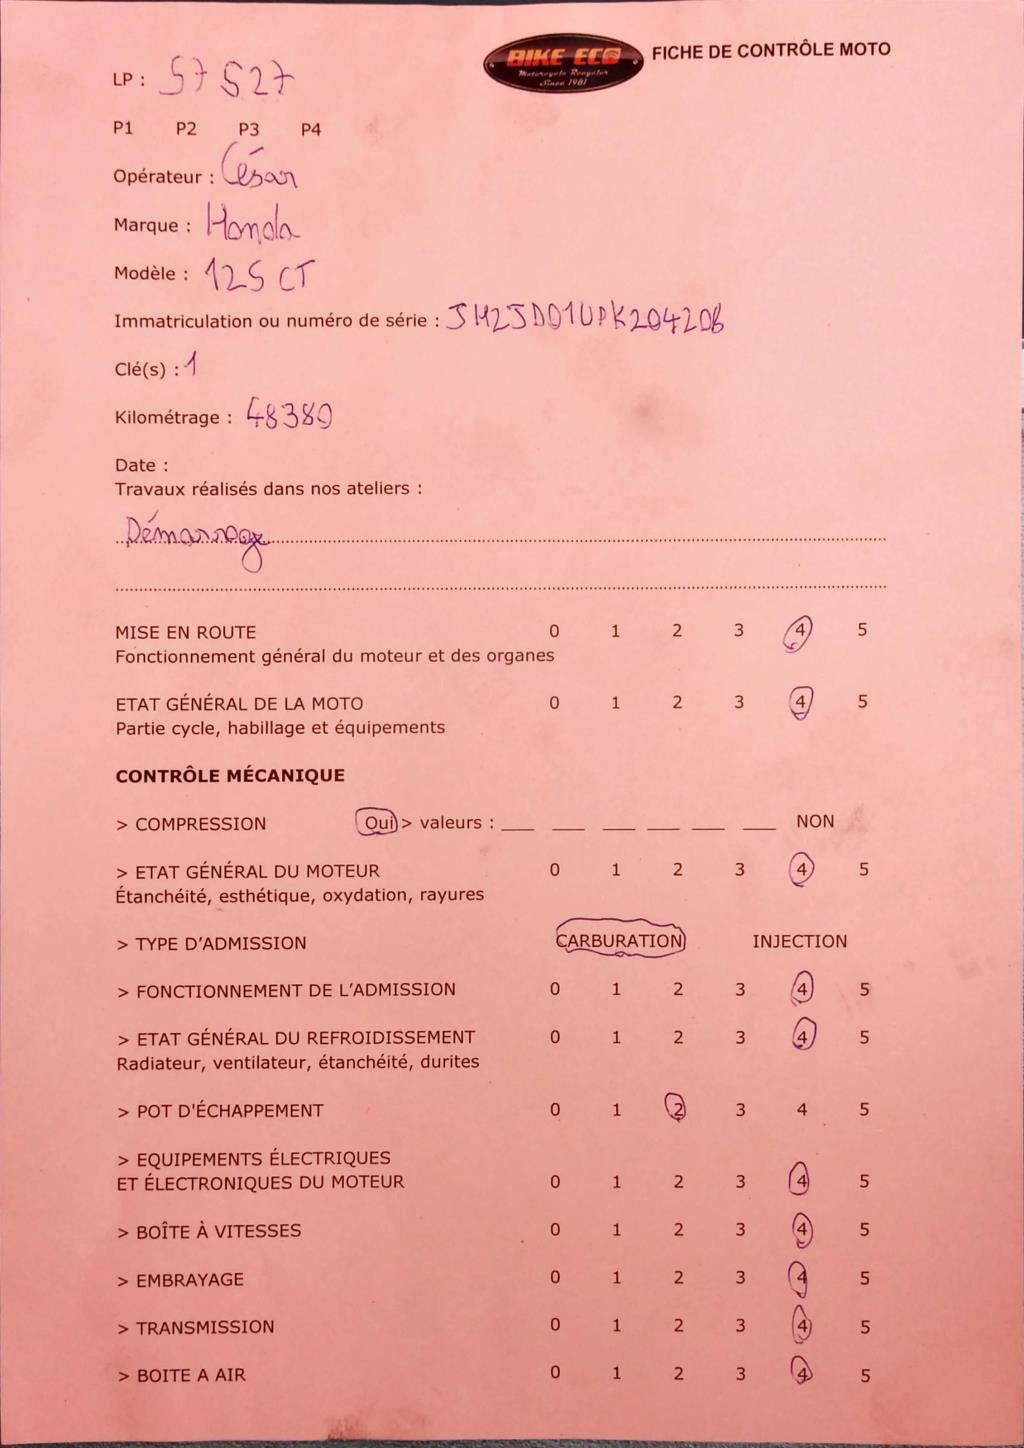 BIKE ECO
Motorcycle Recycler
Since 1981
FICHE DE CONTRÔLE MOTO
LP : 57527
P1 P2 P3 P4
Opérateur : César
Marque : Honda
Modèle : 125 CT
Immatriculation ou numéro de série : JH2JD01UPK204208
Clé(s) : 1
Kilométrage : 48380
Date :
Travaux réalisés dans nos ateliers :
Démarrage
MISE EN ROUTE 0 1 2 3 4 5
Fonctionnement général du moteur et des organes
ETAT GÉNÉRAL DE LA MOTO 0 1 2 3 4 5
Partie cycle, habillage et équipements
CONTRÔLE MÉCANIQUE
> COMPRESSION Oui > valeurs : __ __ __ __ __ __ NON
> ETAT GÉNÉRAL DU MOTEUR 0 1 2 3 4 5
Étanchéité, esthétique, oxydation, rayures
> TYPE D'ADMISSION CARBURATION INJECTION
> FONCTIONNEMENT DE L'ADMISSION 0 1 2 3 4 5
> ETAT GÉNÉRAL DU REFROIDISSEMENT 0 1 2 3 4 5
Radiateur, ventilateur, étanchéité, durites
> POT D'ÉCHAPPEMENT 0 1 2 3 4 5
> EQUIPEMENTS ÉLECTRIQUES
ET ÉLECTRONIQUES DU MOTEUR 0 1 2 3 4 5
> BOÎTE À VITESSES 0 1 2 3 4 5
> EMBRAYAGE 0 1 2 3 4 5
> TRANSMISSION 0 1 2 3 4 5
> BOITE A AIR 0 1 2 3 4 5